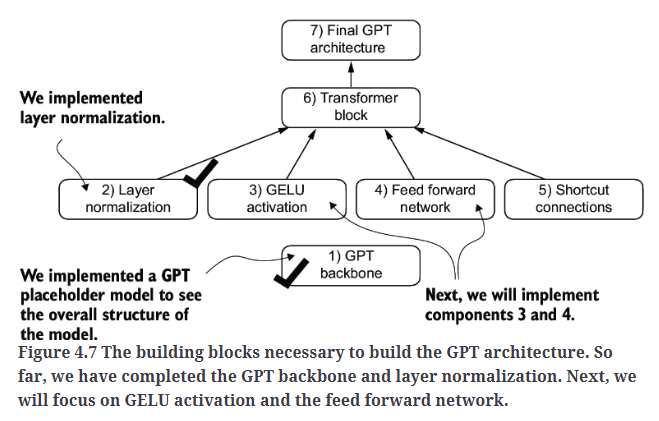 7) Final GPT
architecture
We implemented
layer normalization.
6) Transformer
block
2) Layer
normalization
3) GELU
activation
4) Feed forward
network
5) Shortcut
connections
We implemented a GPT
placeholder model to see
the overall structure of
the model.
1) GPT
backbone
Next, we will implement
components 3 and 4.
Figure 4.7 The building blocks necessary to build the GPT architecture. So
far, we have completed the GPT backbone and layer normalization. Next, we
will focus on GELU activation and the feed forward network.